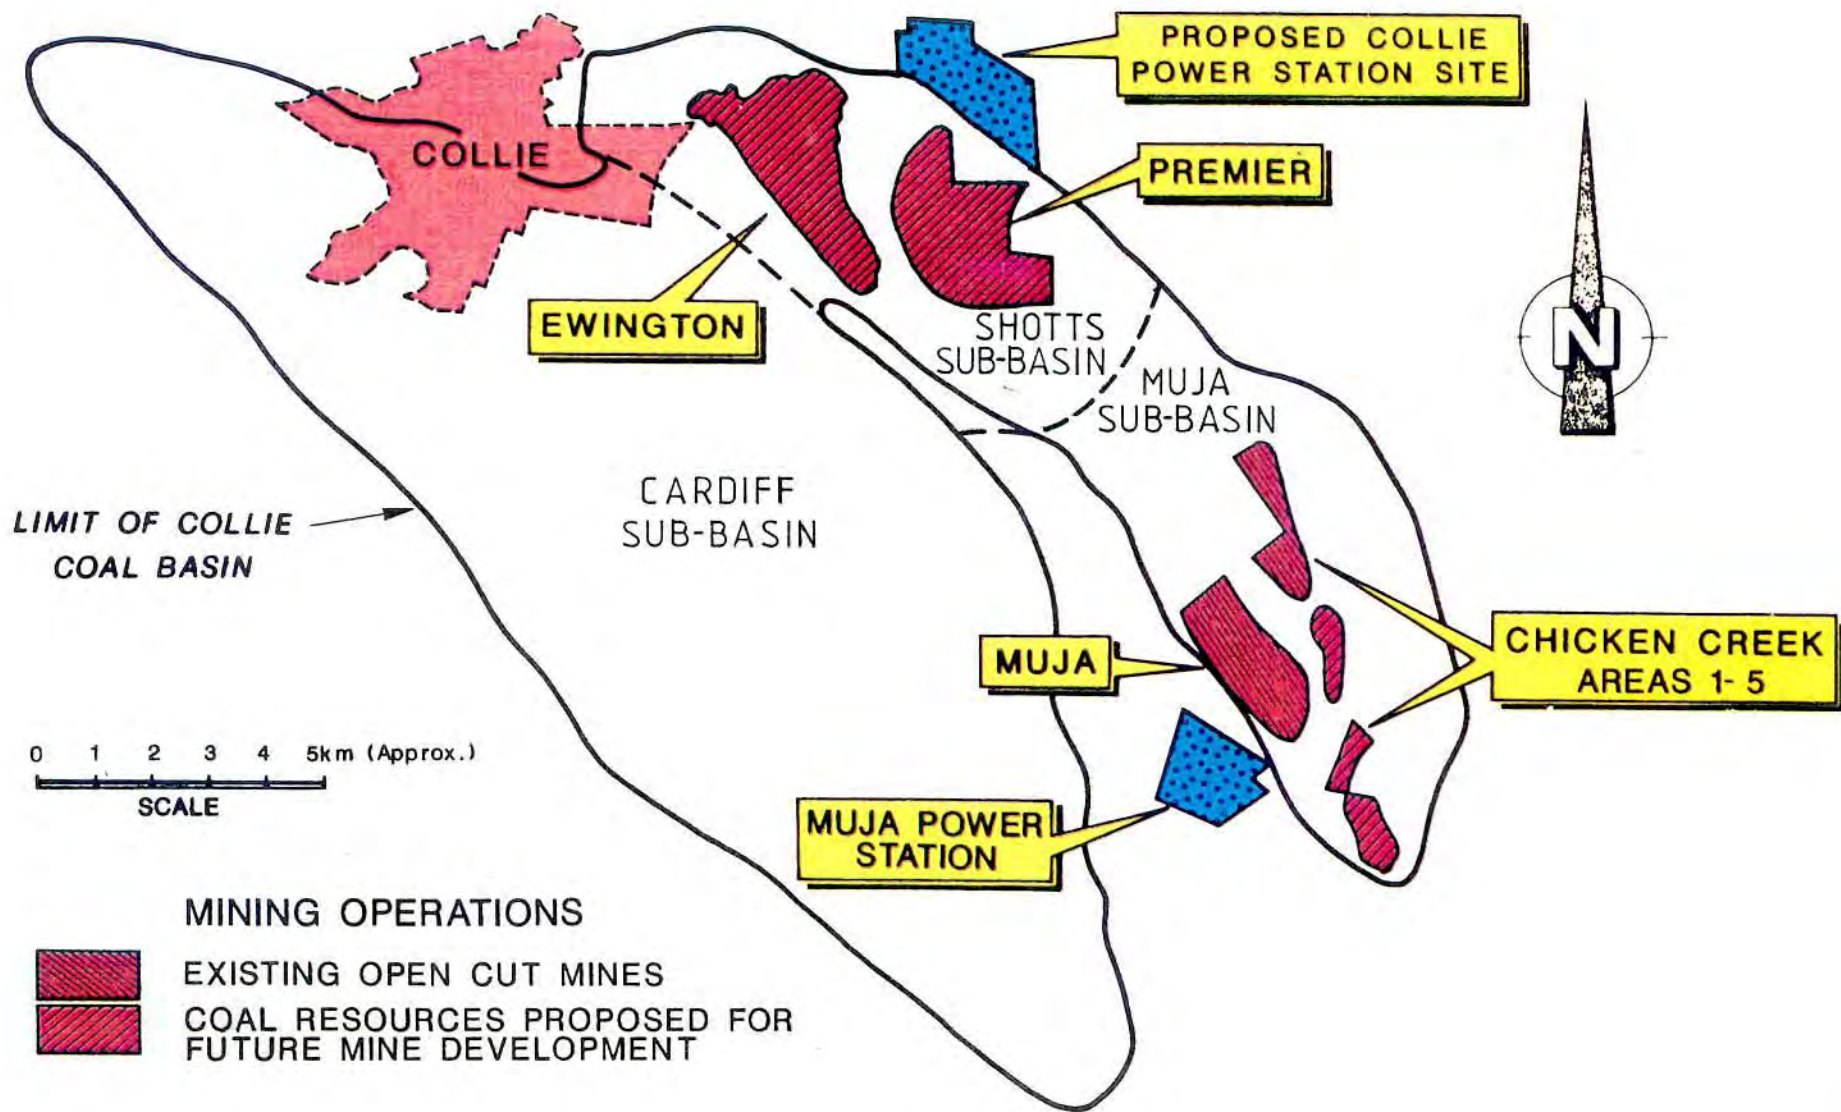 PROPOSED COLLIE
POWER STATION SITE
COLLIE
PREMIER
EWINGTON
SHOTTS
SUB-BASIN
MUJA
SUB-BASIN
N
CARDIFF
SUB-BASIN
LIMIT OF COLLIE
COAL BASIN
MUJA
CHICKEN CREEK
AREAS 1-5
0 1 2 3 4 5km (Approx.)
SCALE
MUJA POWER
STATION
MINING OPERATIONS
EXISTING OPEN CUT MINES
COAL RESOURCES PROPOSED FOR
FUTURE MINE DEVELOPMENT